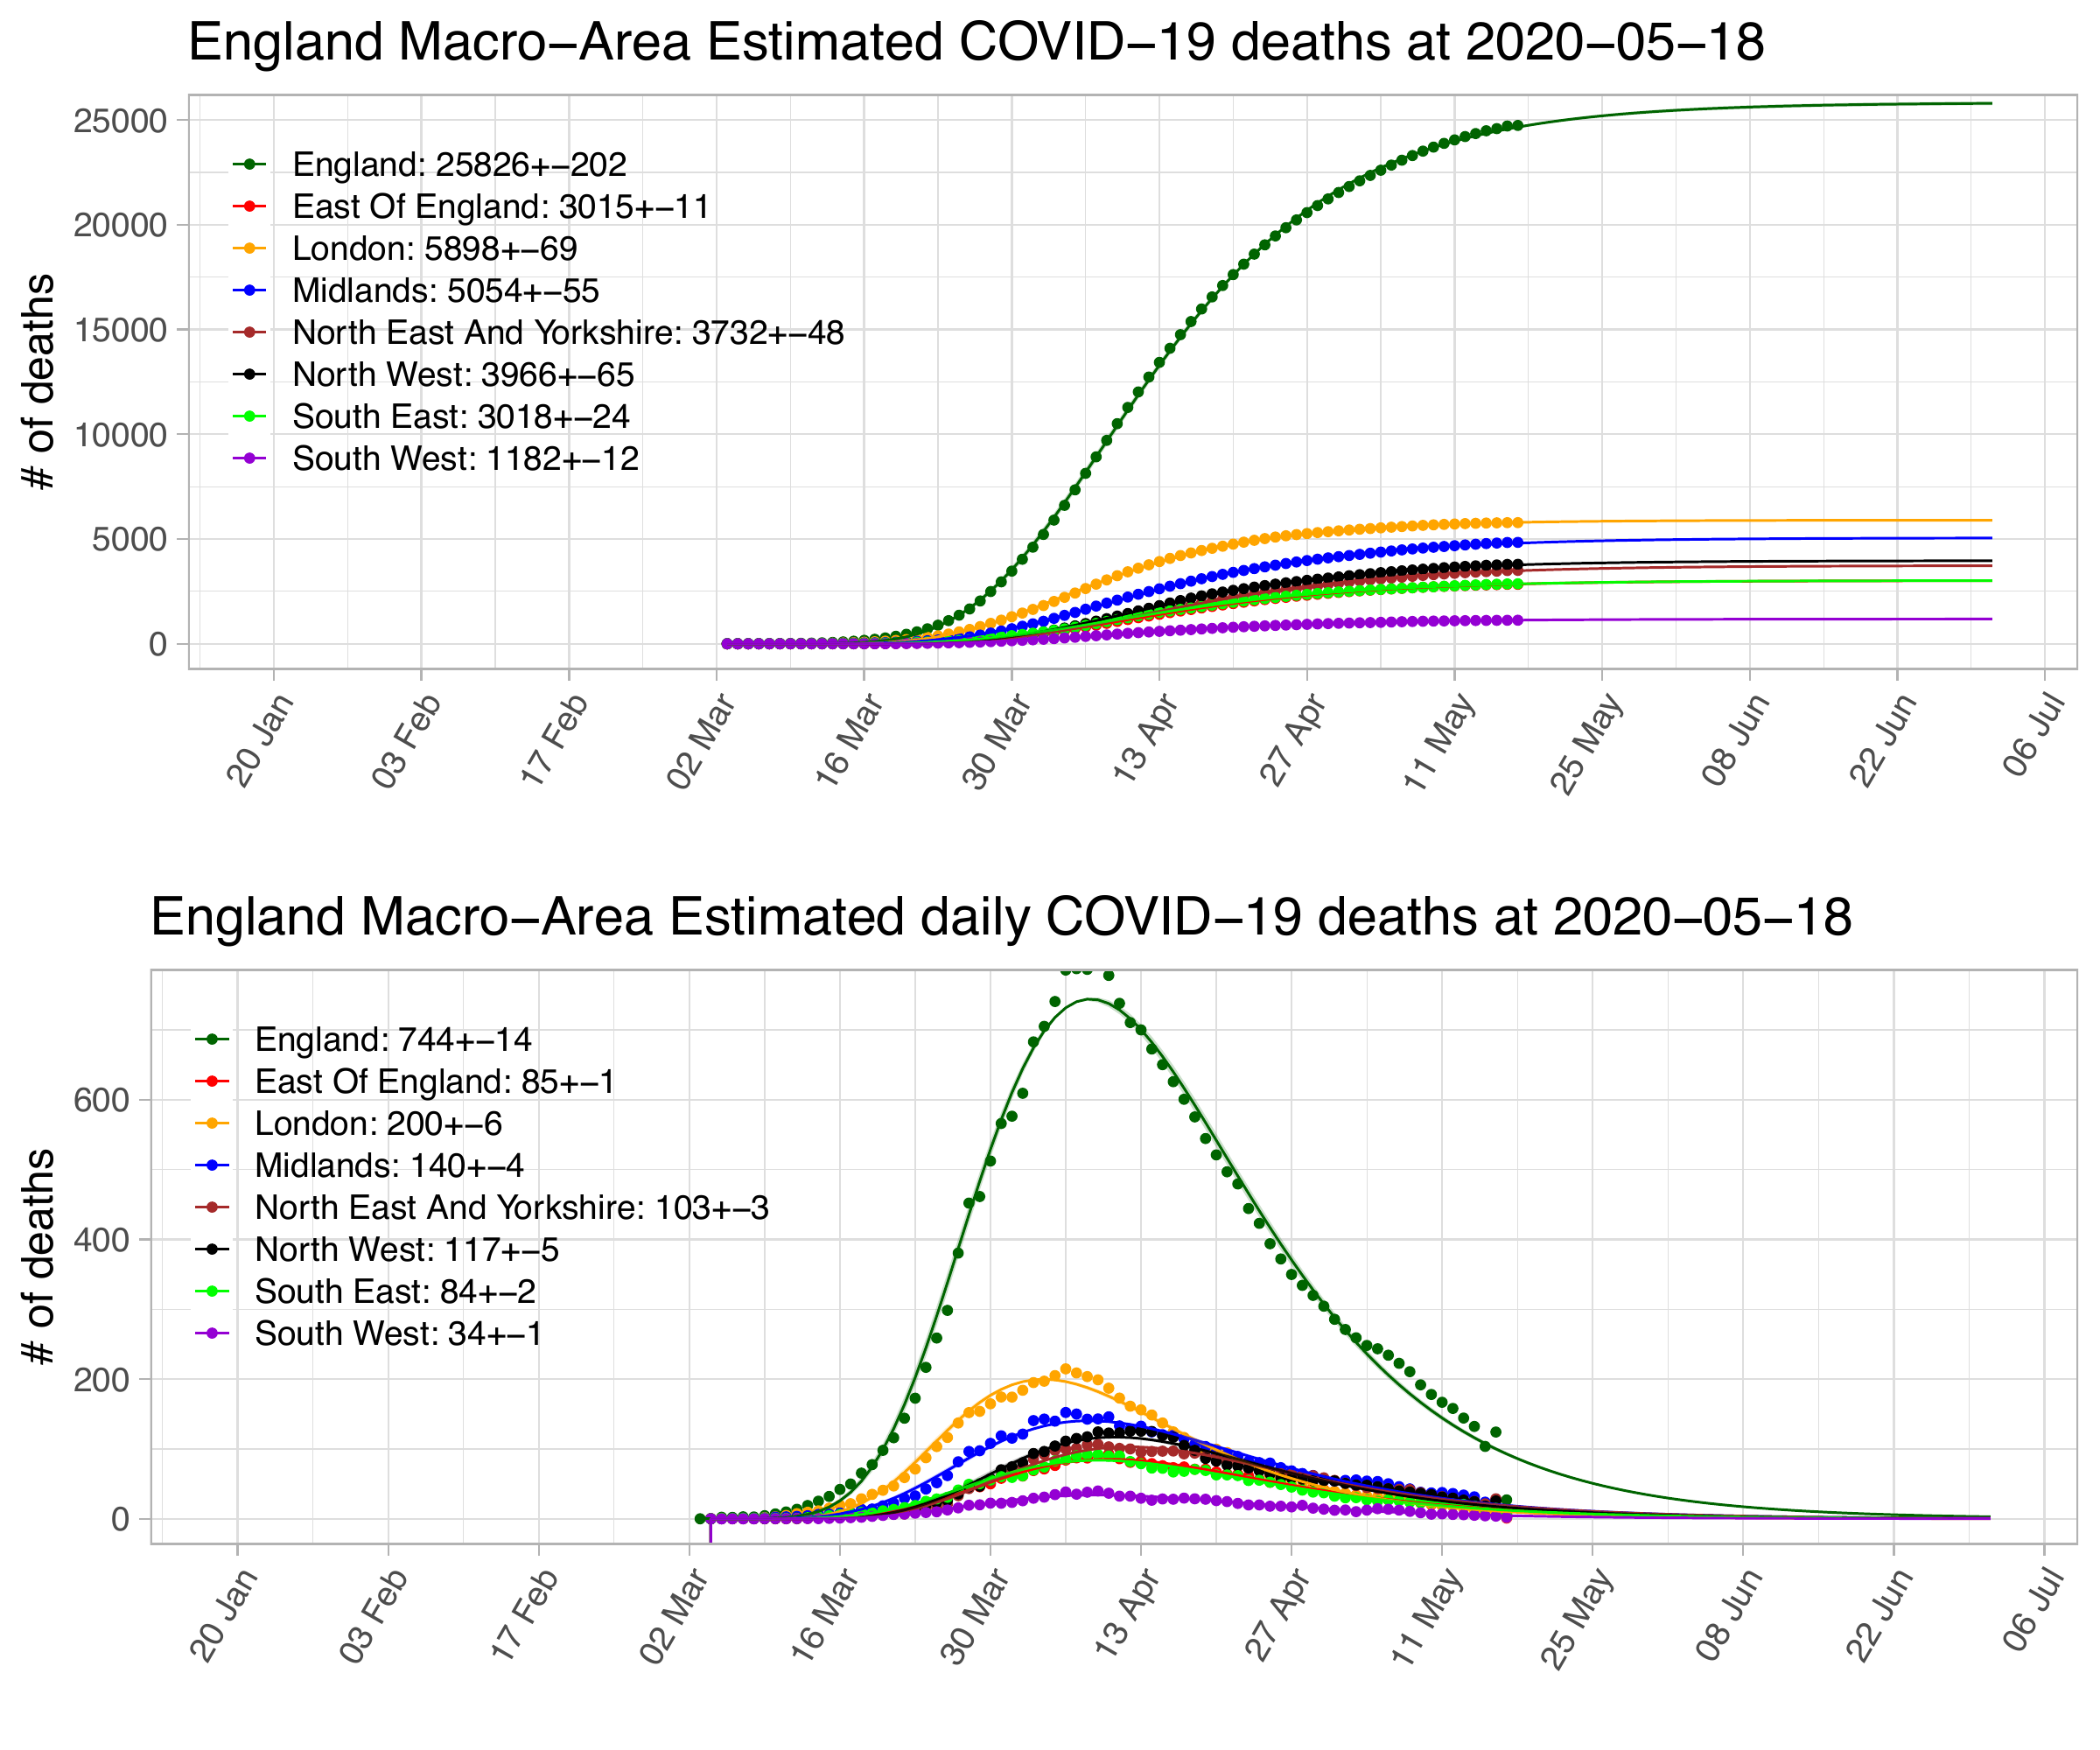 England Macro−Area Estimated COVID−19 deaths at 2020−05−18
# of deaths
25000
20000
15000
10000
5000
0
England: 25826+−202
East Of England: 3015+−11
London: 5898+−69
Midlands: 5054+−55
North East And Yorkshire: 3732+−48
North West: 3966+−65
South East: 3018+−24
South West: 1182+−12
20 Jan
03 Feb
17 Feb
02 Mar
16 Mar
30 Mar
13 Apr
27 Apr
11 May
25 May
08 Jun
22 Jun
06 Jul
England Macro−Area Estimated daily COVID−19 deaths at 2020−05−18
# of deaths
600
400
200
0
England: 744+−14
East Of England: 85+−1
London: 200+−6
Midlands: 140+−4
North East And Yorkshire: 103+−3
North West: 117+−5
South East: 84+−2
South West: 34+−1
20 Jan
03 Feb
17 Feb
02 Mar
16 Mar
30 Mar
13 Apr
27 Apr
11 May
25 May
08 Jun
22 Jun
06 Jul